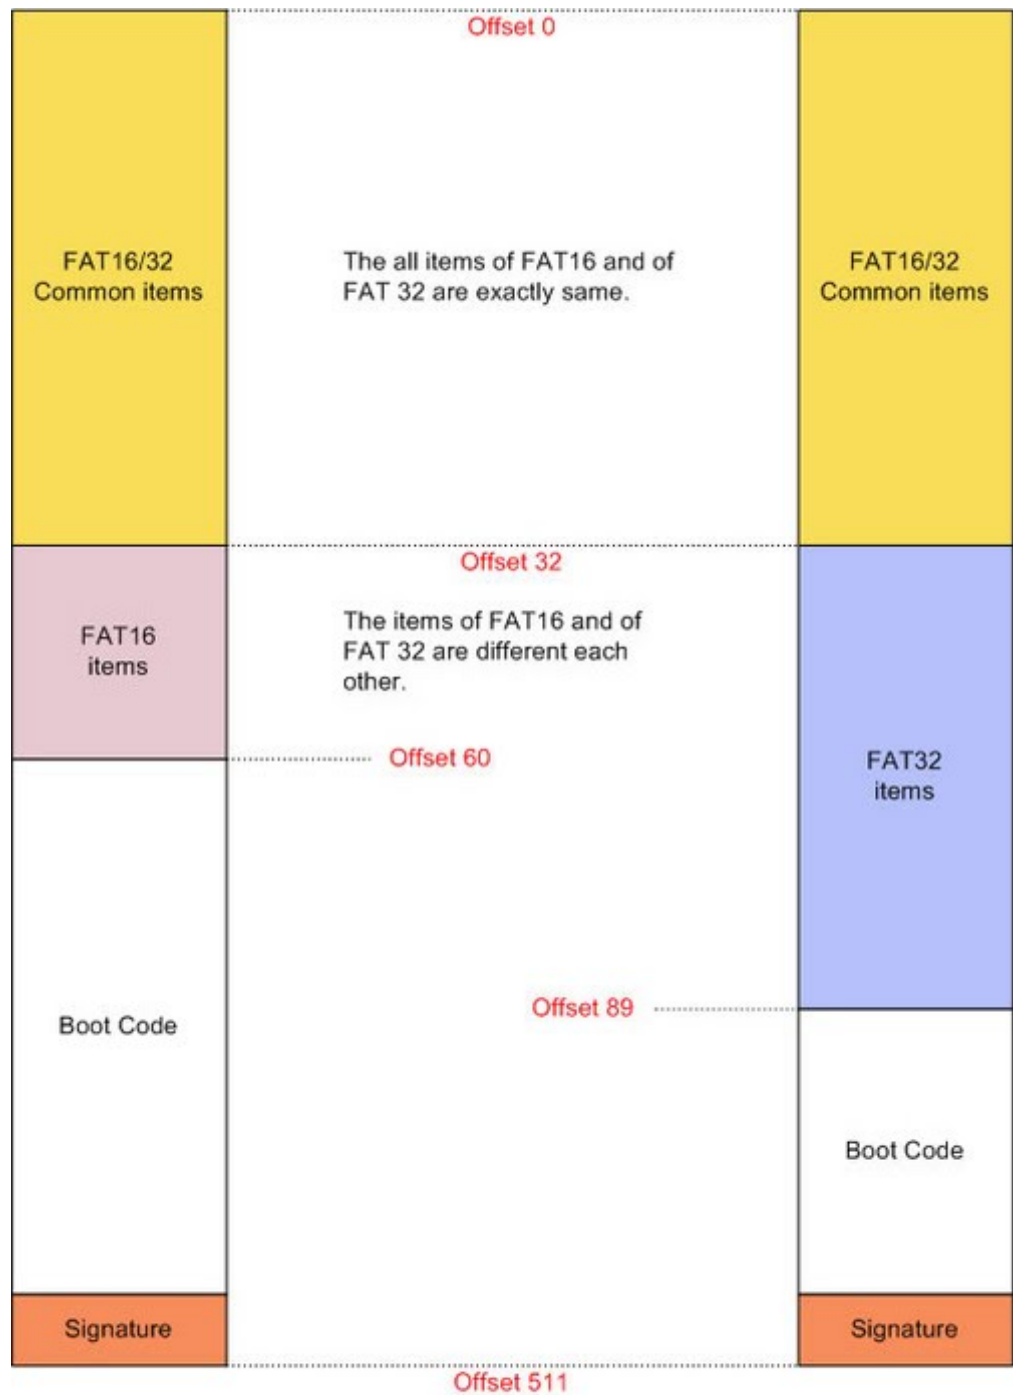 Offset 0
FAT16/32
Common items
The all items of FAT16 and of
FAT 32 are exactly same.
FAT16/32
Common items
Offset 32
FAT16
items
The items of FAT16 and of
FAT 32 are different each
other.
Offset 60
FAT32
items
Offset 89
Boot Code
Boot Code
Signature
Signature
Offset 511